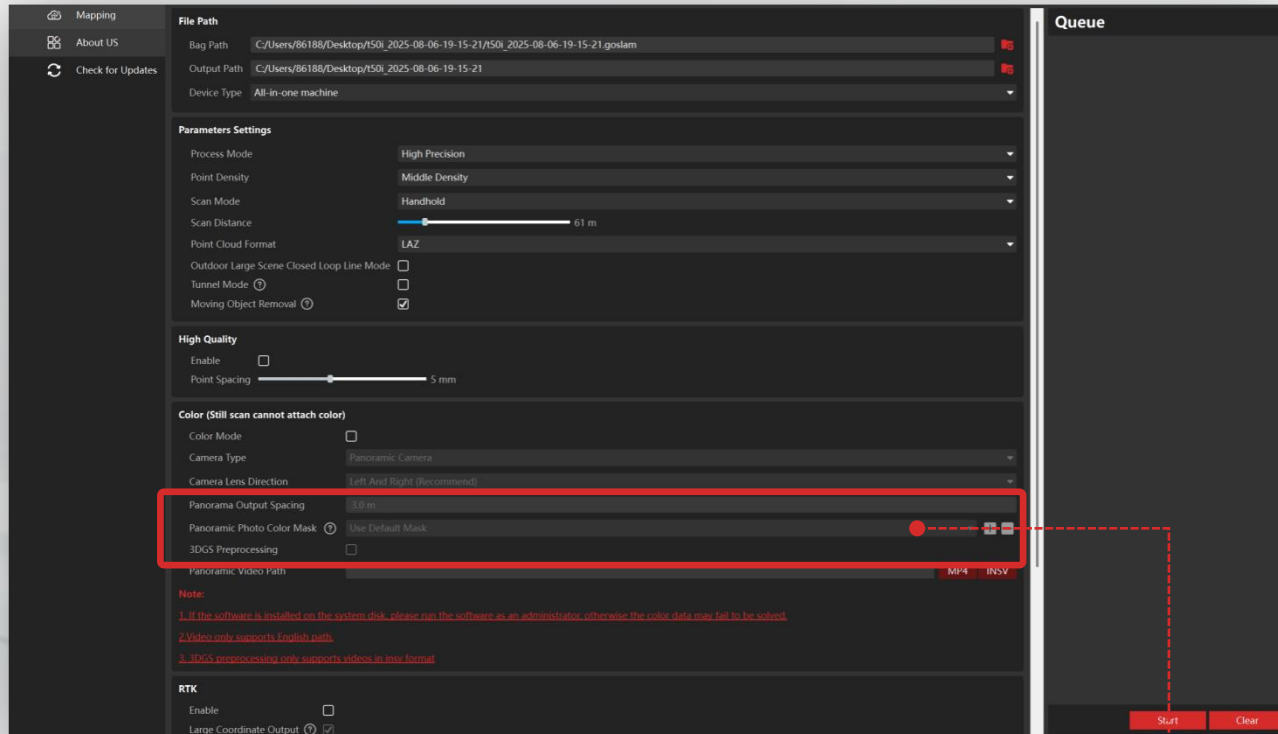 Mapping
About US
Check for Updates
File Path
Bag Path C:/Users/86188/Desktop/t50i_2025-08-06-19-15-21/t50i_2025-08-06-19-15-21.goslam
Output Path C:/Users/86188/Desktop/t50i_2025-08-06-19-15-21
Device Type All-in-one machine
Parameters Settings
Process Mode High Precision
Point Density Middle Density
Scan Mode Handhold
Scan Distance 61 m
Point Cloud Format LAZ
Outdoor Large Scene Closed Loop Line Mode
Tunnel Mode ?
Moving Object Removal ?
High Quality
Enable
Point Spacing 5 mm
Color (Still scan cannot attach color)
Color Mode
Camera Type Panoramic Camera
Camera Lens Direction Left And Right (Recommend)
Panorama Output Spacing 3.0 m
Panoramic Photo Color Mask ? Use Default Mask
3DGS Preprocessing
Panoramic Video Path MP4 INSV
Note:
1. If the software is installed on the system disk, please run the software as an administrator, otherwise the color data may fail to be solved.
2.Video only supports English path.
3. 3DGS preprocessing only supports videos in insv format
RTK
Enable
Large Coordinate Output ?
Queue
Start Clear